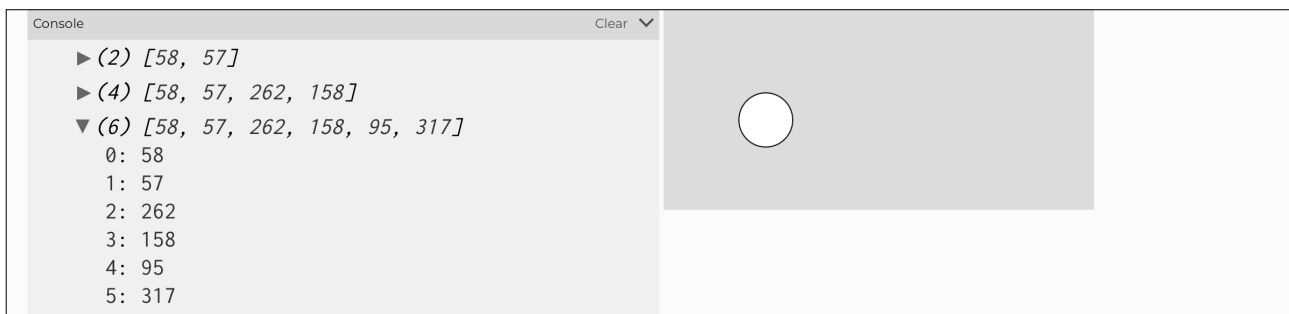 Console Clear
▶(2) [58, 57]
▶(4) [58, 57, 262, 158]
▼(6) [58, 57, 262, 158, 95, 317]
0: 58
1: 57
2: 262
3: 158
4: 95
5: 317